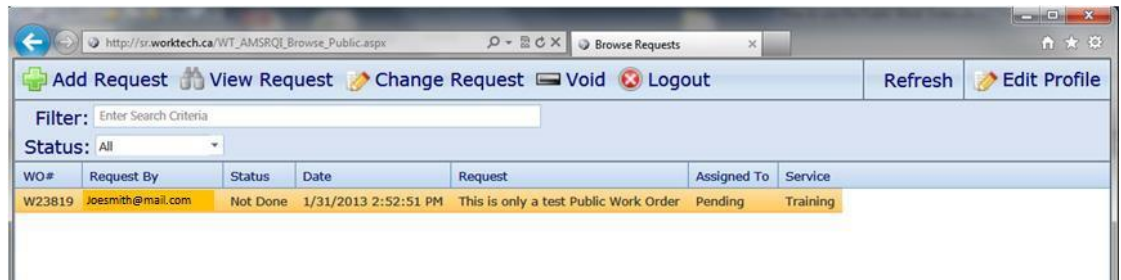 http://sr.worktech.ca/WT_AMSRQI_Browse_Public.aspx Browse Requests
Add Request View Request Change Request Void Logout Refresh Edit Profile
Filter: Enter Search Criteria
Status: All
WO# Request By Status Date Request Assigned To Service
W23819 Joesmith@mail.com Not Done 1/31/2013 2:52:51 PM This is only a test Public Work Order Pending Training